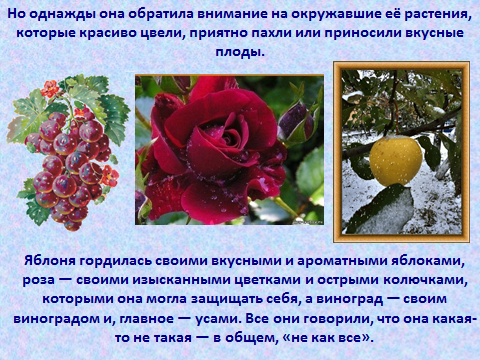 Но однажды она обратила внимание на окружавшие её растения,
которые красиво цвели, приятно пахли или приносили вкусные
плоды.
Яблоня гордилась своими вкусными и ароматными яблоками,
роза — своими изысканными цветками и острыми колючками,
которыми она могла защищать себя, а виноград — своим
виноградом и, главное — усами. Все они говорили, что она какая-
то не такая — в общем, «не как все».